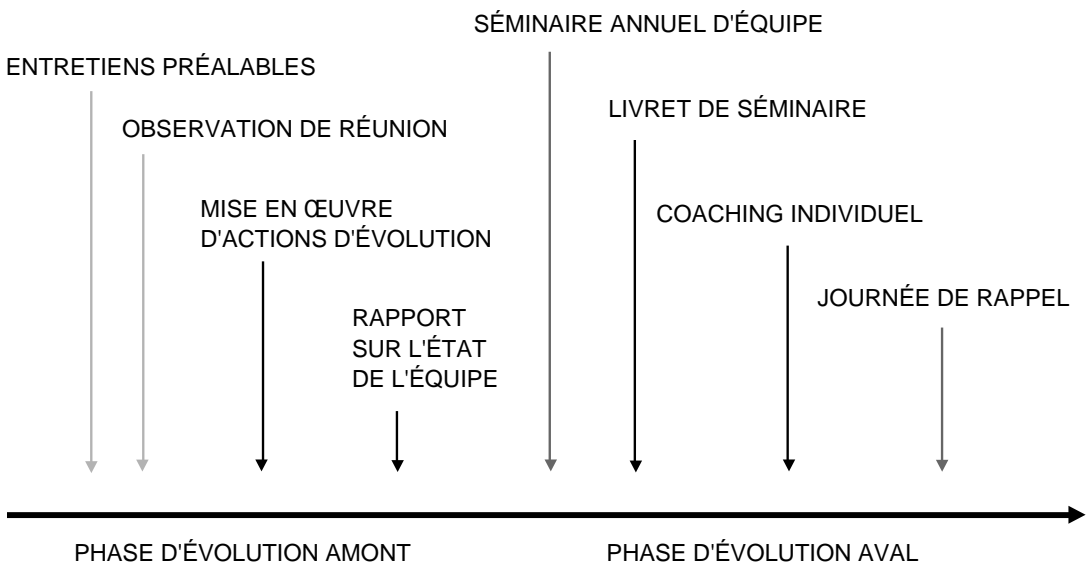 SÉMINAIRE ANNUEL D'ÉQUIPE
ENTRETIENS PRÉALABLES
LIVRET DE SÉMINAIRE
OBSERVATION DE RÉUNION
MISE EN ŒUVRE
D'ACTIONS D'ÉVOLUTION
COACHING INDIVIDUEL
JOURNÉE DE RAPPEL
RAPPORT
SUR L'ÉTAT
DE L'ÉQUIPE
PHASE D'ÉVOLUTION AMONT
PHASE D'ÉVOLUTION AVAL